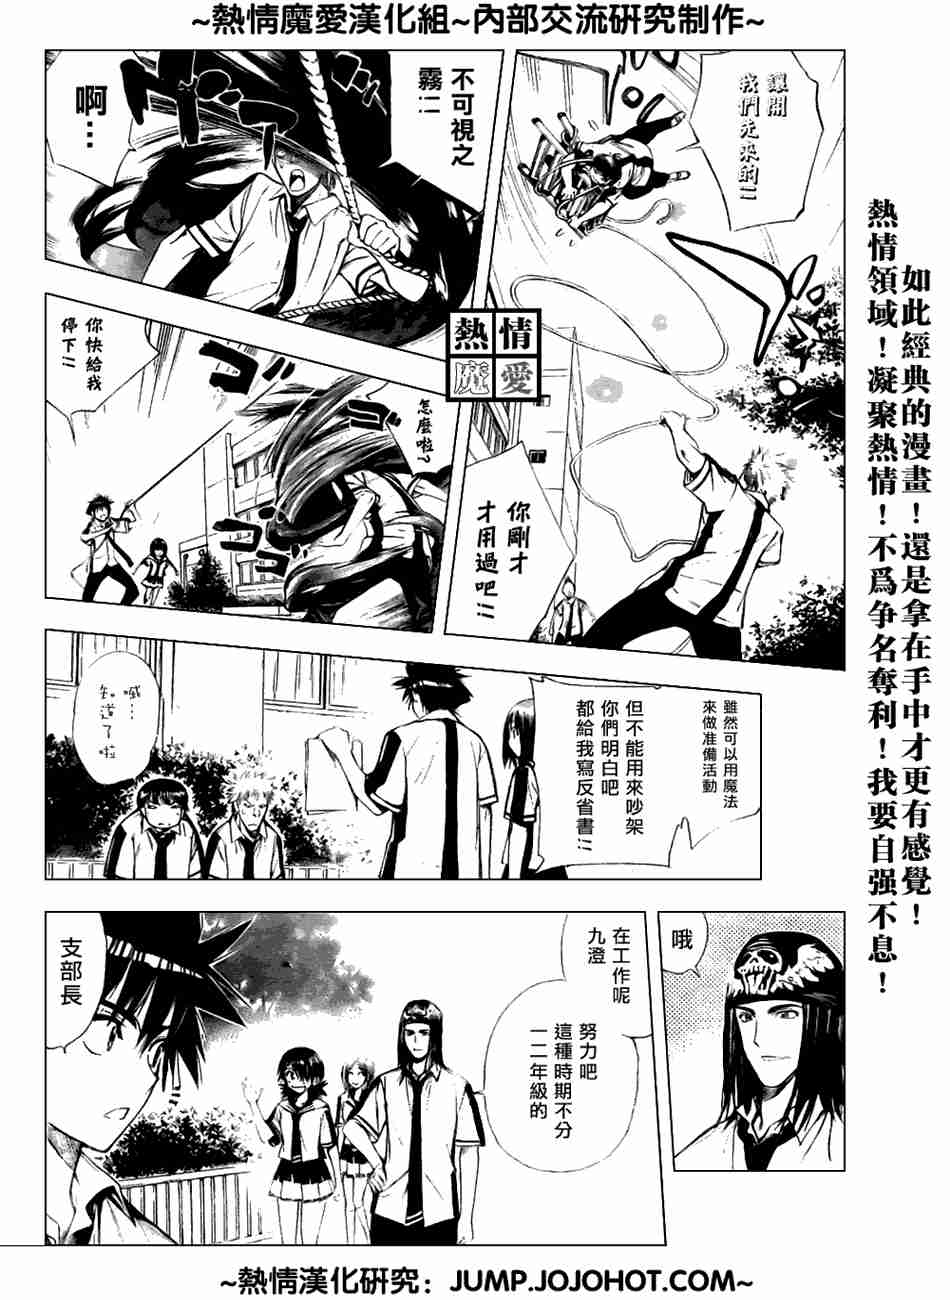 ~熱情魔愛漢化組~內部交流研究制作~
讓開
我們先來的!!
不可視之
霧!!
啊…
熱情
魔愛
你剛才
才用過吧!!
怎麼啦?
你快給我
停下!!
雖然可以用魔法
來做准備活動
但不能用來吵架
你們明白吧
都給我寫反省書!!
哦…
知道了啦
哦
在工作呢
九澄
努力吧
這種時期不分
一二年級的
支部長
如此經典的漫畫！還是拿在手中才更有感覺！
熱情領域！凝聚熱情！不爲争名奪利！我要自强不息！
~熱情漢化研究：JUMP.JOJOHOT.COM~